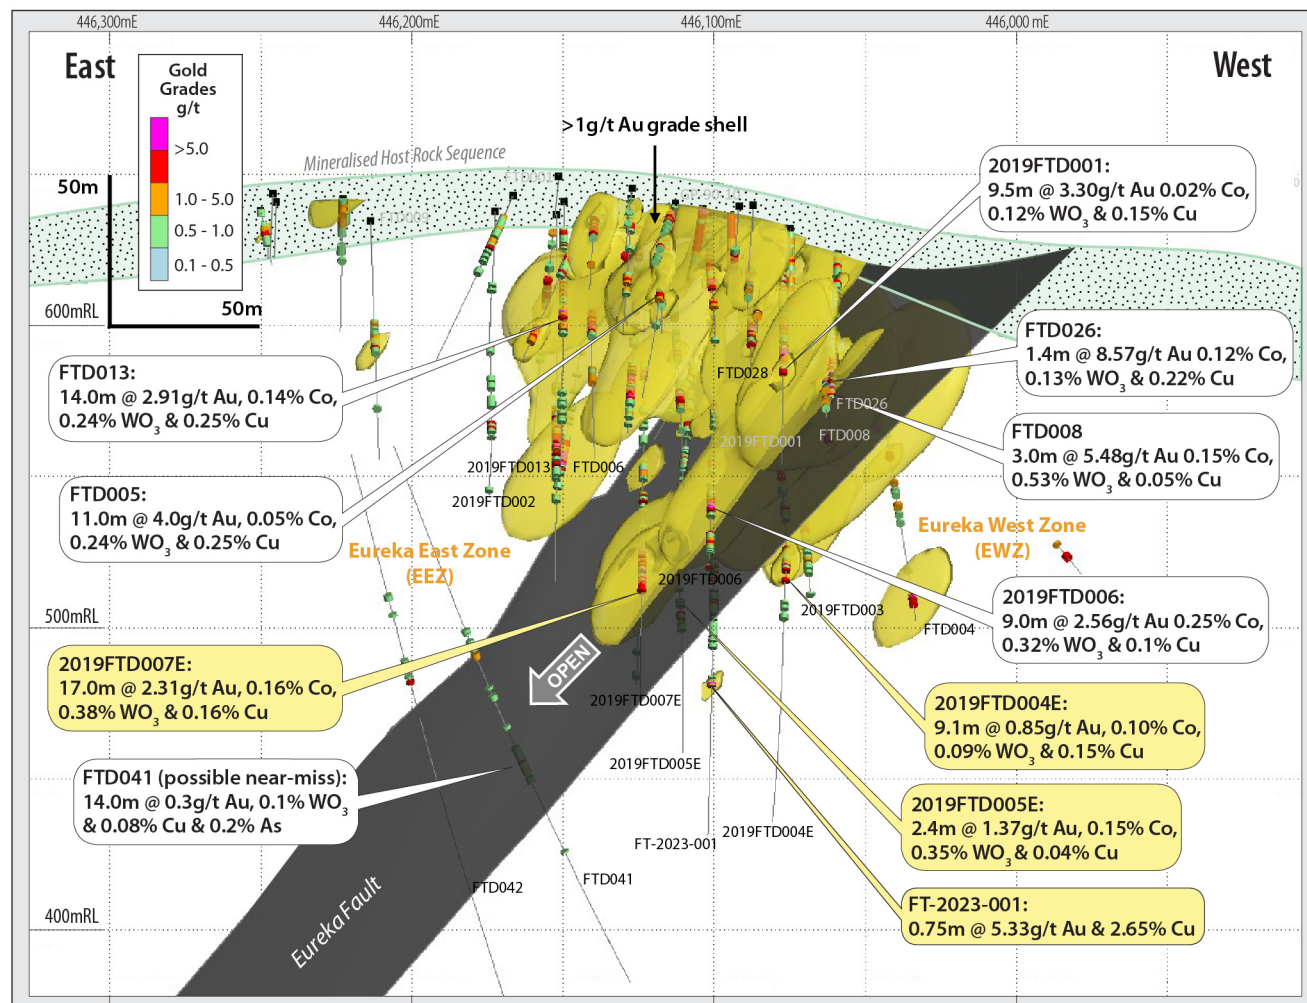 446,300mE
446,200mE
446,100mE
446,000 mE
East
West
Gold
Grades
g/t
>5.0
1.0 - 5.0
0.5 - 1.0
0.1 - 0.5
Mineralised Host Rock Sequence
>1g/t Au grade shell
50m
50m
600mRL
500mRL
400mRL
2019FTD001:
9.5m @ 3.30g/t Au 0.02% Co,
0.12% WO3 & 0.15% Cu
FTD026:
1.4m @ 8.57g/t Au 0.12% Co,
0.13% WO3 & 0.22% Cu
FTD013:
14.0m @ 2.91g/t Au, 0.14% Co,
0.24% WO3 & 0.25% Cu
FTD008
3.0m @ 5.48g/t Au 0.15% Co,
0.53% WO3 & 0.05% Cu
FTD005:
11.0m @ 4.0g/t Au, 0.05% Co,
0.24% WO3 & 0.25% Cu
FTD028
FTD026
FTD008
2019FTD001
2019FTD013
FTD006
2019FTD002
Eureka East Zone
(EEZ)
Eureka West Zone
(EWZ)
2019FTD006
2019FTD003
FTD004
2019FTD006:
9.0m @ 2.56g/t Au 0.25% Co,
0.32% WO3 & 0.1% Cu
2019FTD007E:
17.0m @ 2.31g/t Au, 0.16% Co,
0.38% WO3 & 0.16% Cu
OPEN
2019FTD007E
2019FTD004E:
9.1m @ 0.85g/t Au, 0.10% Co,
0.09% WO3 & 0.15% Cu
2019FTD005E
FTD041 (possible near-miss):
14.0m @ 0.3g/t Au, 0.1% WO3
& 0.08% Cu & 0.2% As
2019FTD005E:
2.4m @ 1.37g/t Au, 0.15% Co,
0.35% WO3 & 0.04% Cu
FT-2023-001
2019FTD004E
FTD042
FTD041
FT-2023-001:
0.75m @ 5.33g/t Au & 2.65% Cu
Eureka Fault